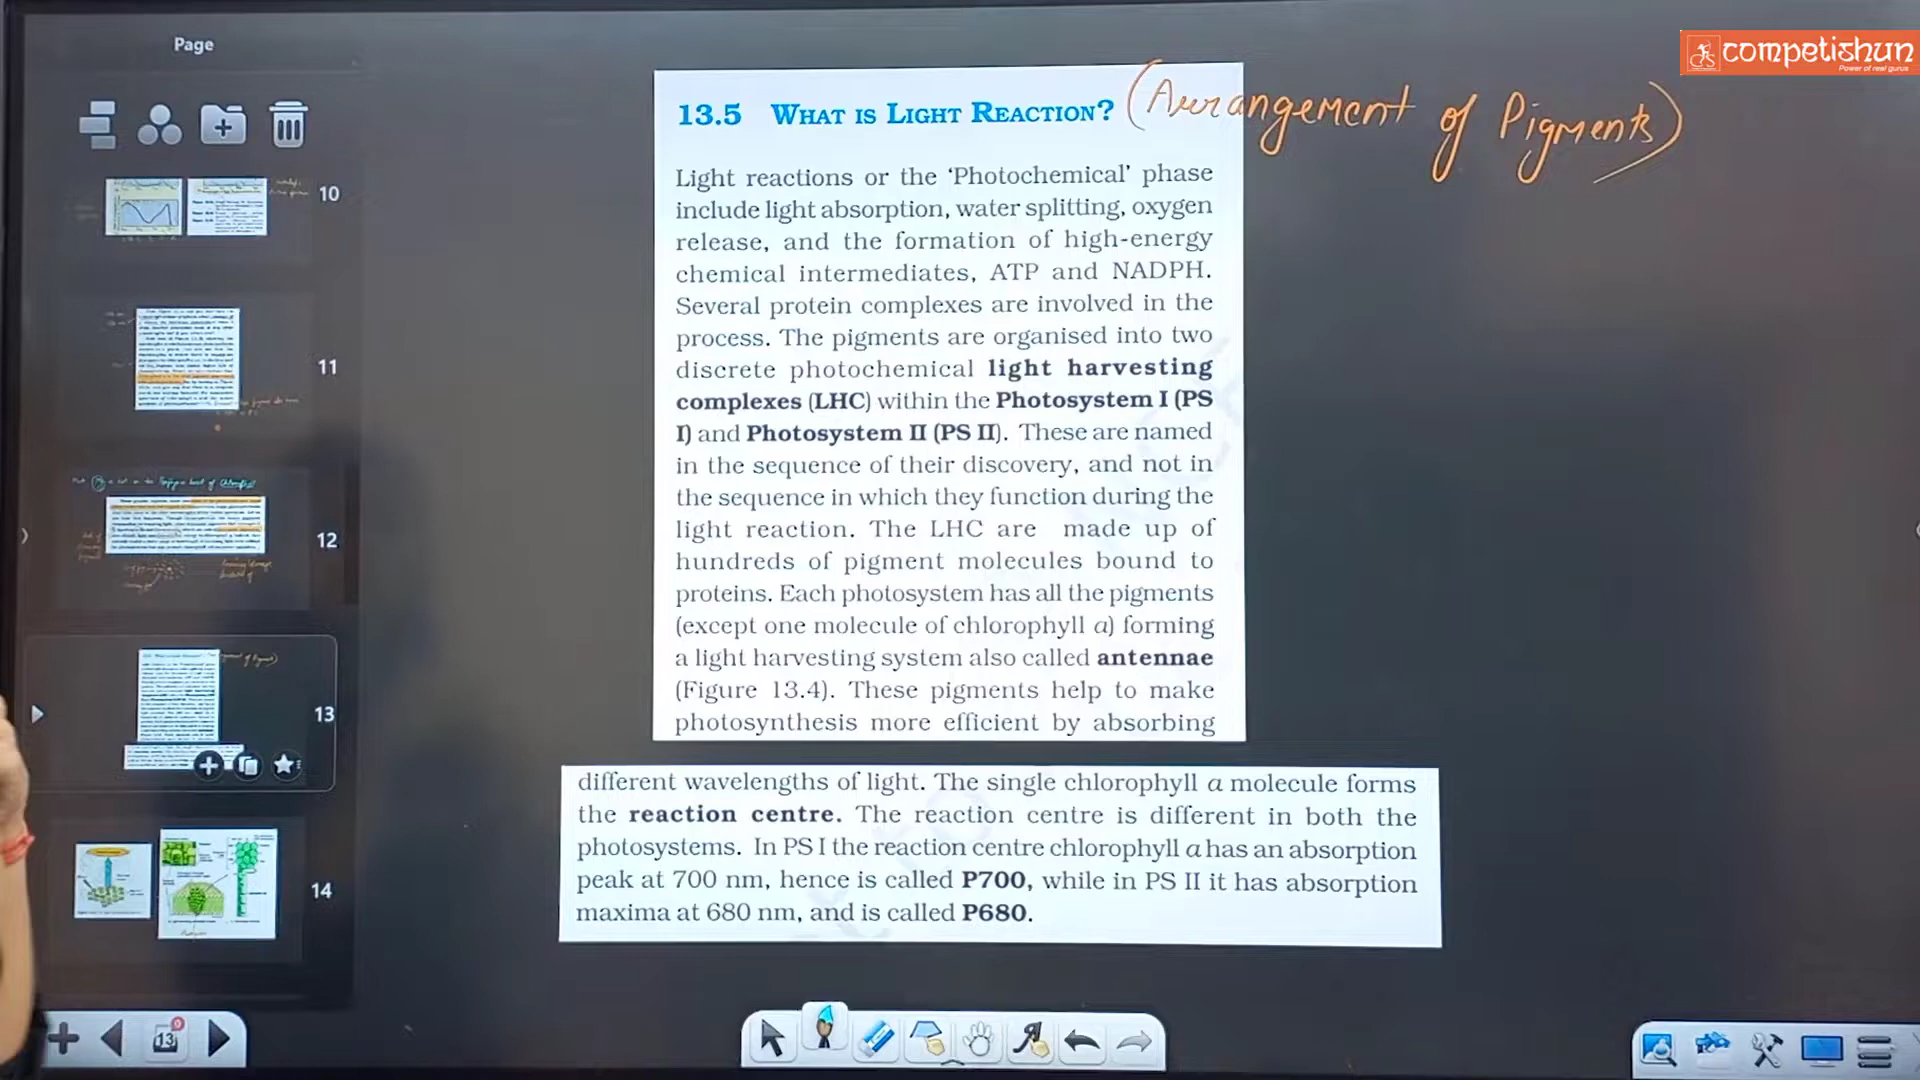 Page
competishun
Power of real gurus
13.5 WHAT IS LIGHT REACTION? (Arrangement of Pigments)
Light reactions or the ‘Photochemical’ phase
include light absorption, water splitting, oxygen
release, and the formation of high-energy
chemical intermediates, ATP and NADPH.
Several protein complexes are involved in the
process. The pigments are organised into two
discrete photochemical light harvesting
complexes (LHC) within the Photosystem I (PS
I) and Photosystem II (PS II). These are named
in the sequence of their discovery, and not in
the sequence in which they function during the
light reaction. The LHC are made up of
hundreds of pigment molecules bound to
proteins. Each photosystem has all the pigments
(except one molecule of chlorophyll a) forming
a light harvesting system also called antennae
(Figure 13.4). These pigments help to make
photosynthesis more efficient by absorbing
different wavelengths of light. The single chlorophyll a molecule forms
the reaction centre. The reaction centre is different in both the
photosystems. In PS I the reaction centre chlorophyll a has an absorption
peak at 700 nm, hence is called P700, while in PS II it has absorption
maxima at 680 nm, and is called P680.
10
11
12
13
14
13